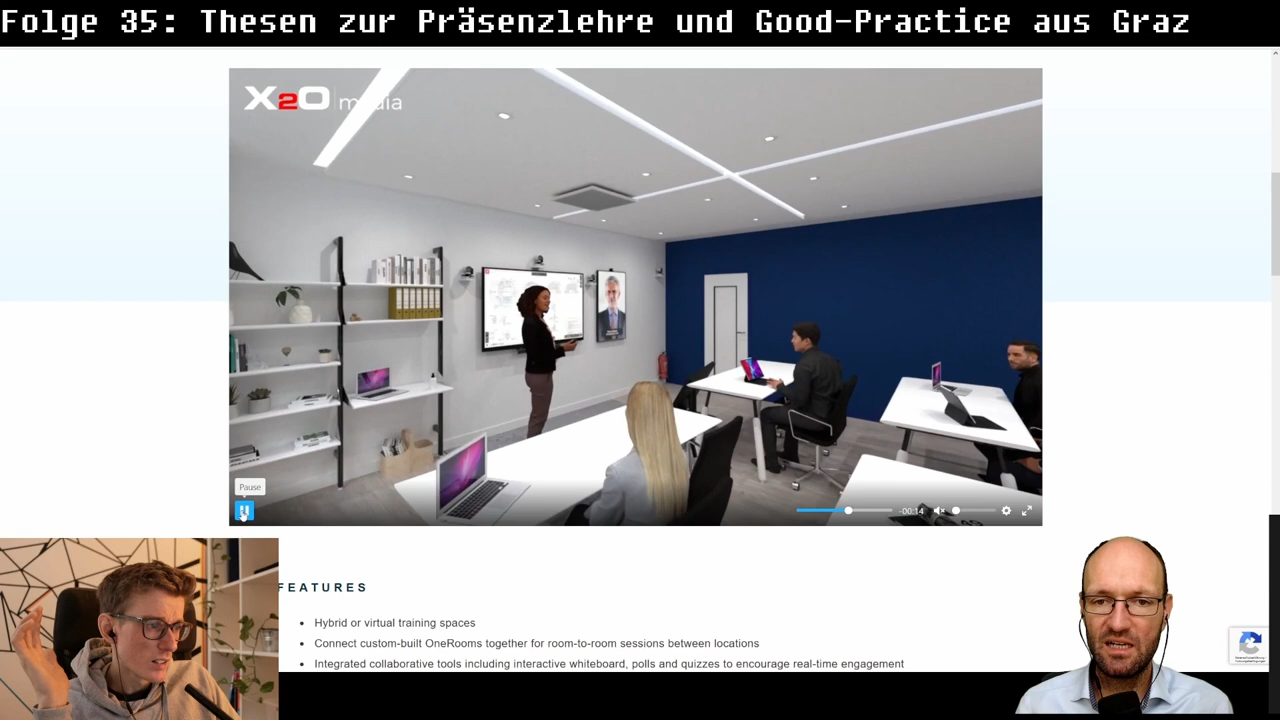 Folge 35: Thesen zur Präsenzlehre und Good-Practice aus Graz
X2O media
Pause
-00:14
FEATURES
Hybrid or virtual training spaces
Connect custom-built OneRooms together for room-to-room sessions between locations
Integrated collaborative tools including interactive whiteboard, polls and quizzes to encourage real-time engagement